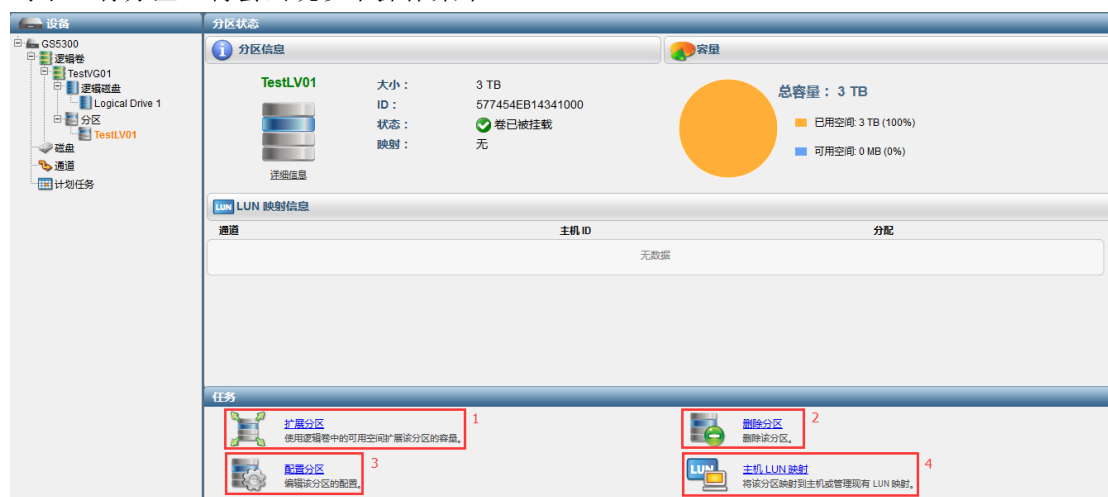 设备
GS5300
逻辑卷
TestVG01
逻辑磁盘
Logical Drive 1
分区
TestLV01
磁盘
通道
计划任务
分区状态
分区信息
TestLV01
详细信息
大小： 3 TB
ID： 577454EB14341000
状态： 卷已被挂载
映射： 无
容量
总容量： 3 TB
已用空间: 3 TB (100%)
可用空间: 0 MB (0%)
LUN LUN 映射信息
通道 主机 ID 分配
无数据
任务
扩展分区 1
使用逻辑卷中的可用空间扩展该分区的容量。
删除分区 2
删除该分区。
配置分区 3
编辑该分区的配置。
LUN 主机 LUN 映射 4
将该分区映射到主机或管理现有 LUN 映射。